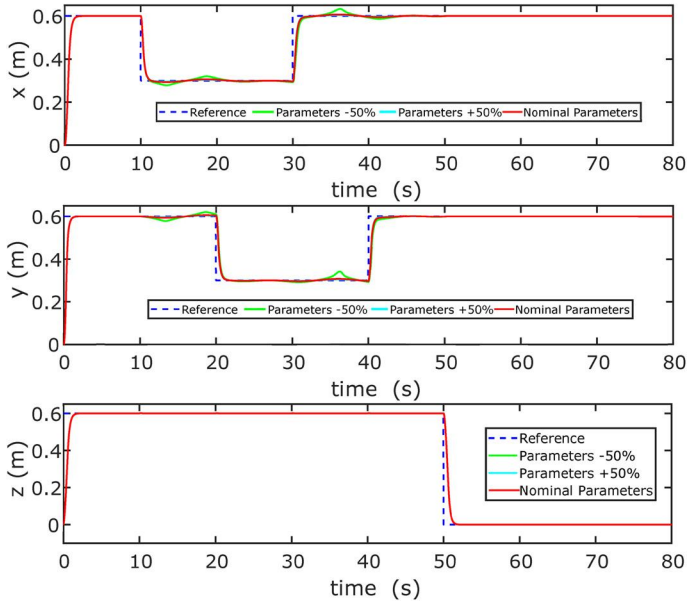 x (m)
0.6
0.4
0.2
0
Reference Parameters -50% Parameters +50% Nominal Parameters
0 10 20 30 40 50 60 70 80
time (s)
y (m)
0.6
0.4
0.2
0
Reference Parameters -50% Parameters +50% Nominal Parameters
0 10 20 30 40 50 60 70 80
time (s)
z (m)
0.6
0.4
0.2
0
Reference
Parameters -50%
Parameters +50%
Nominal Parameters
0 10 20 30 40 50 60 70 80
time (s)